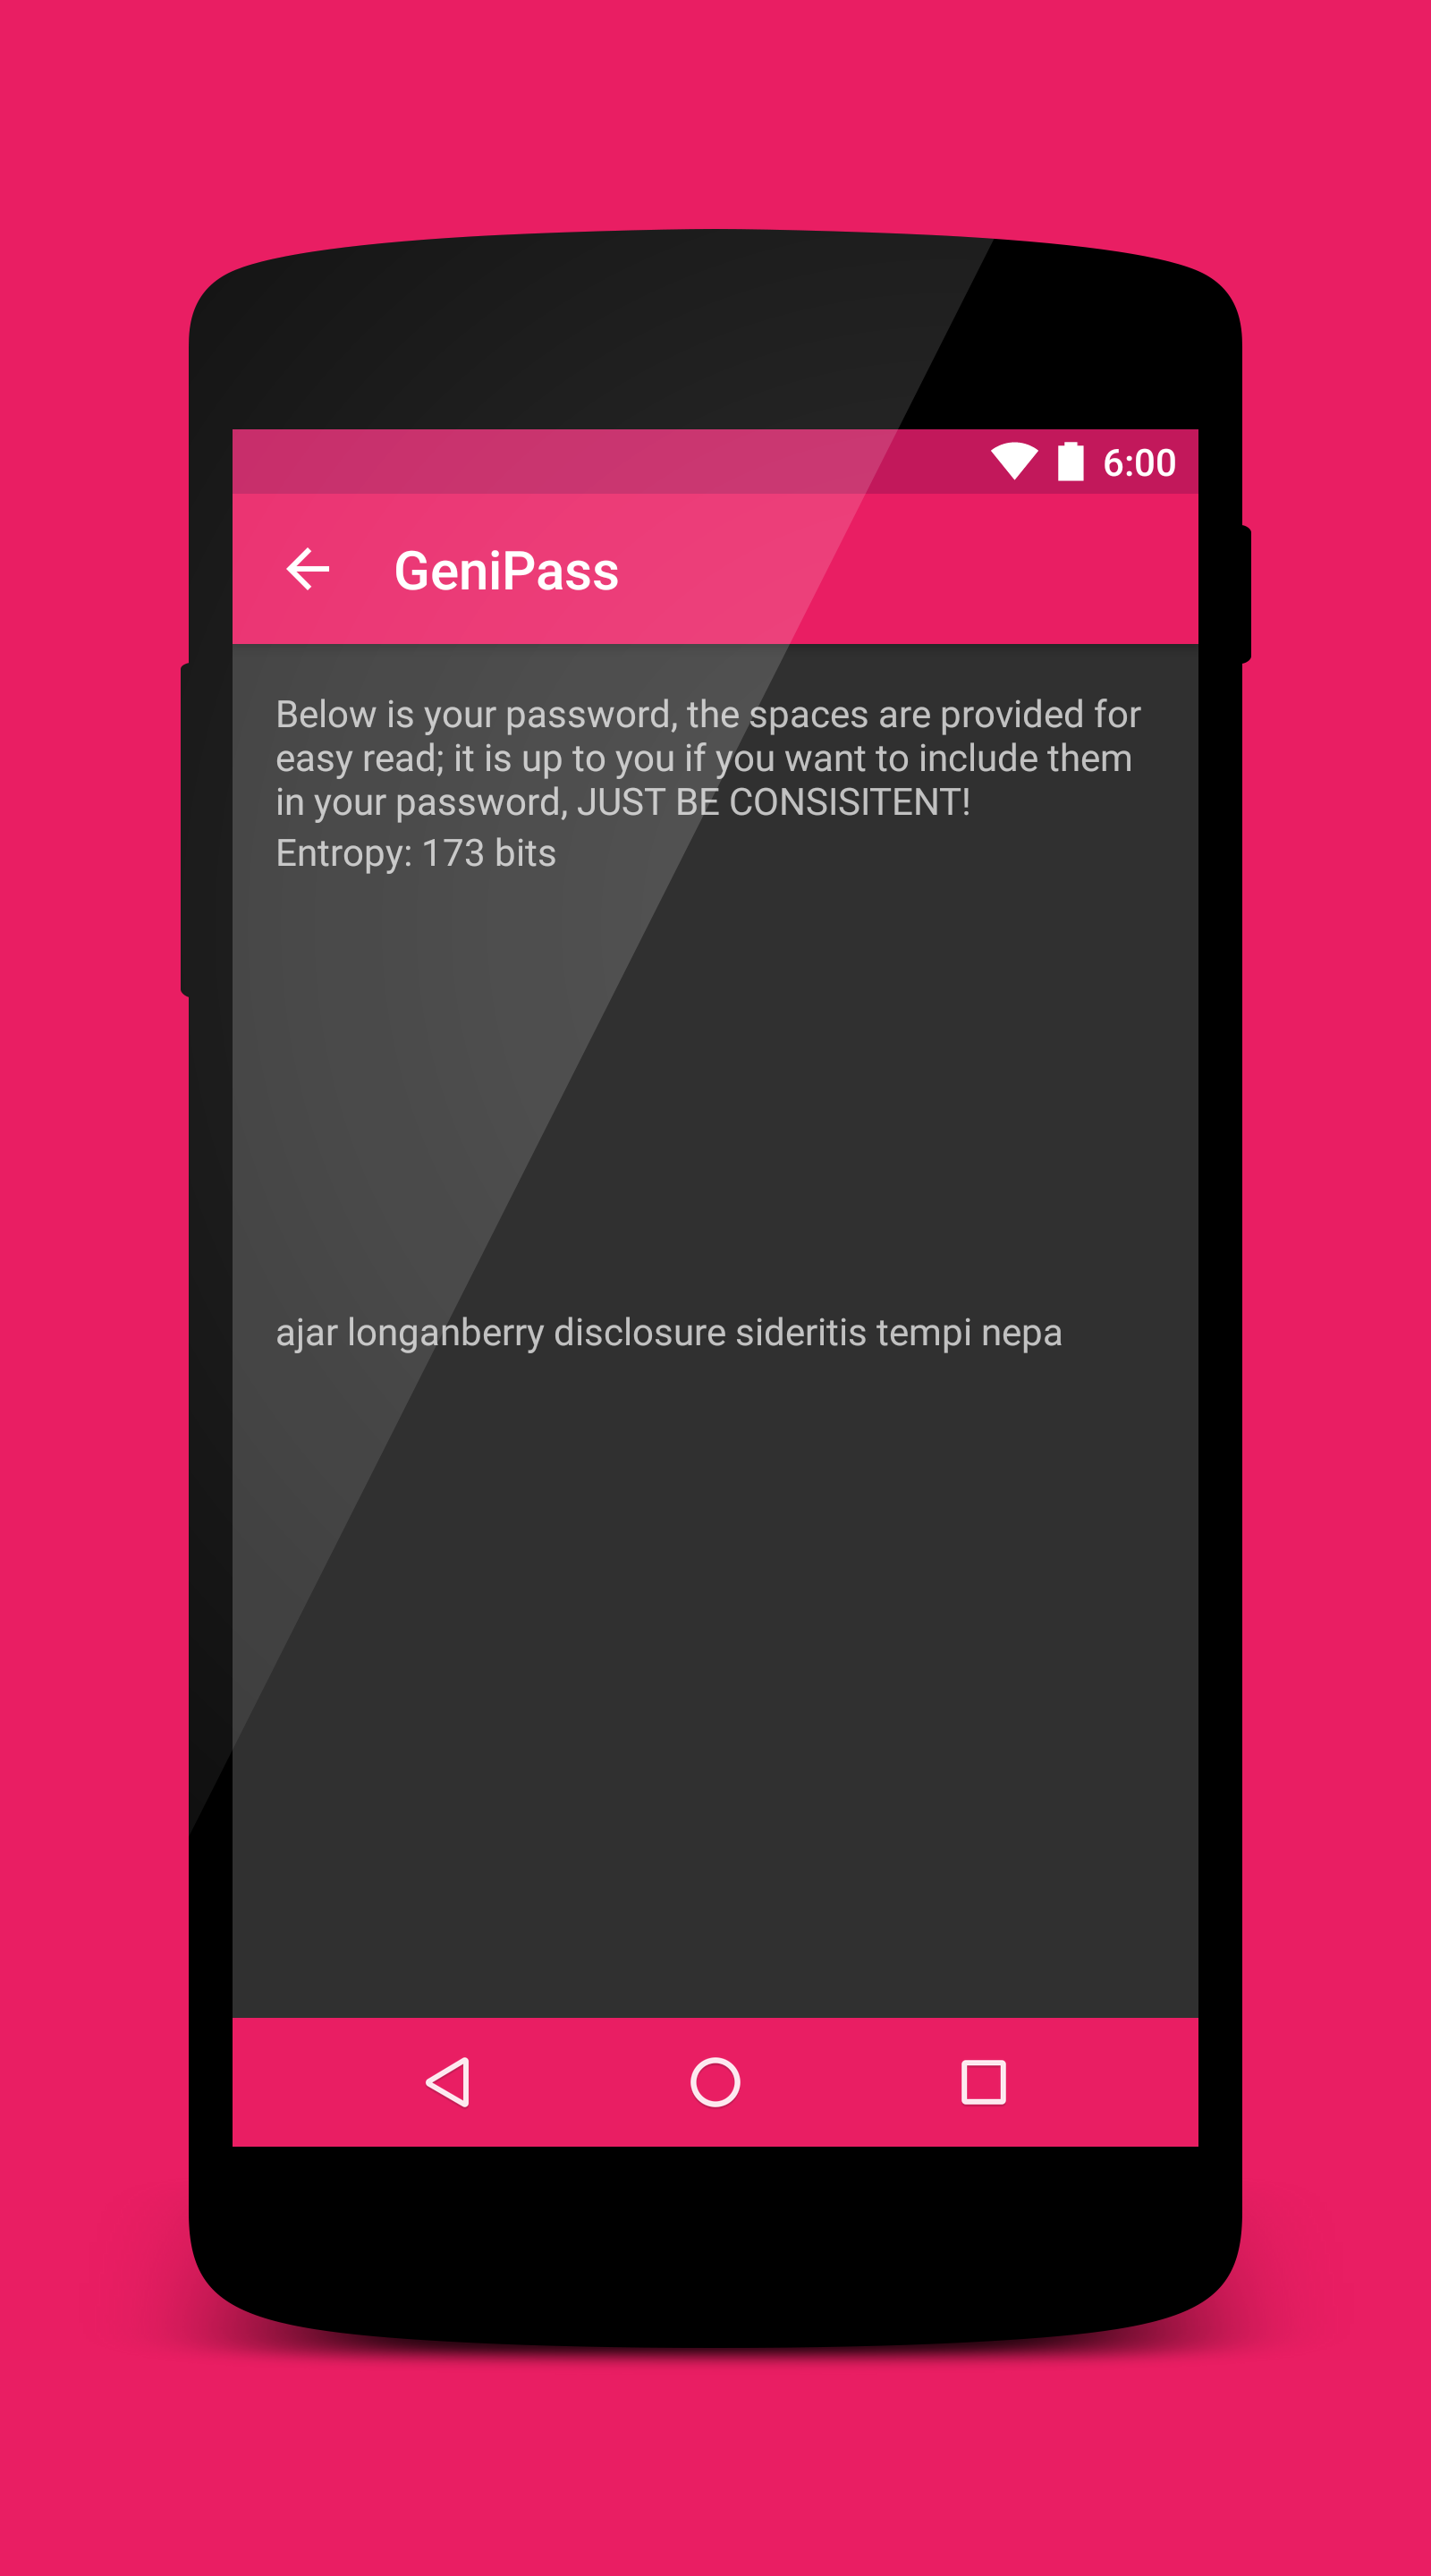 6:00
GeniPass
Below is your password, the spaces are provided for
easy read; it is up to you if you want to include them
in your password, JUST BE CONSISITENT!
Entropy: 173 bits
ajar longanberry disclosure sideritis tempi nepa